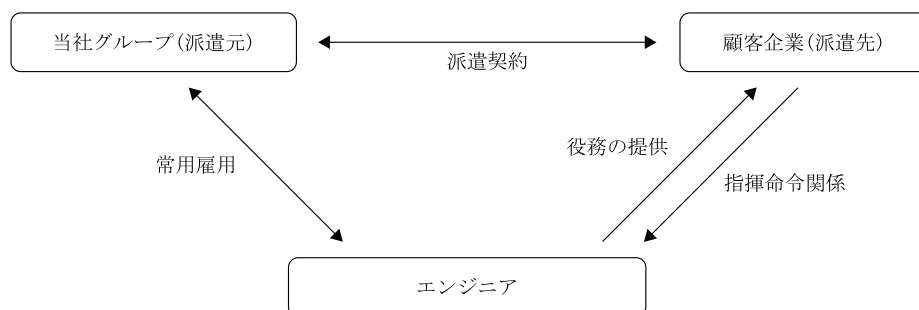 当社グループ(派遣元)
顧客企業(派遣先)
派遣契約
常用雇用
役務の提供
指揮命令関係
エンジニア